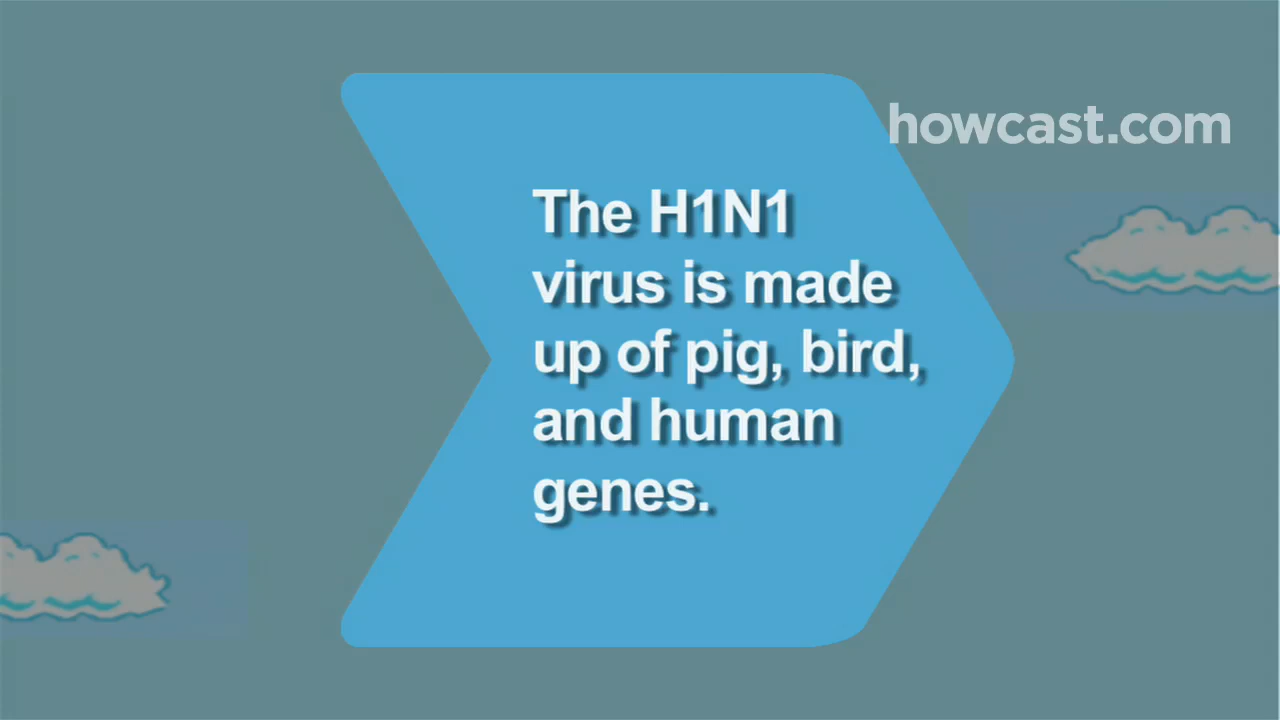 howcast.com
The H1N1
virus is made
up of pig, bird,
and human
genes.